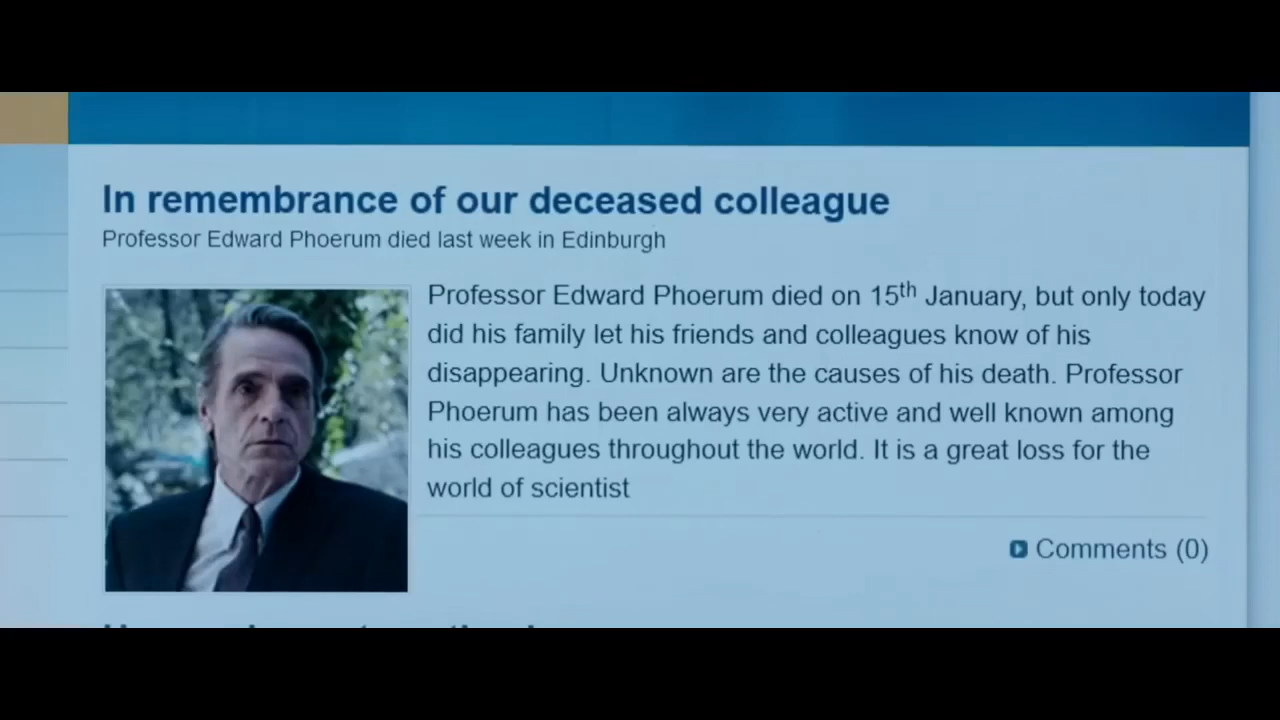 In remembrance of our deceased colleague
Professor Edward Phoerum died last week in Edinburgh
Professor Edward Phoerum died on 15th January, but only today
did his family let his friends and colleagues know of his
disappearing. Unknown are the causes of his death. Professor
Phoerum has been always very active and well known among
his colleagues throughout the world. It is a great loss for the
world of scientist
Comments (0)